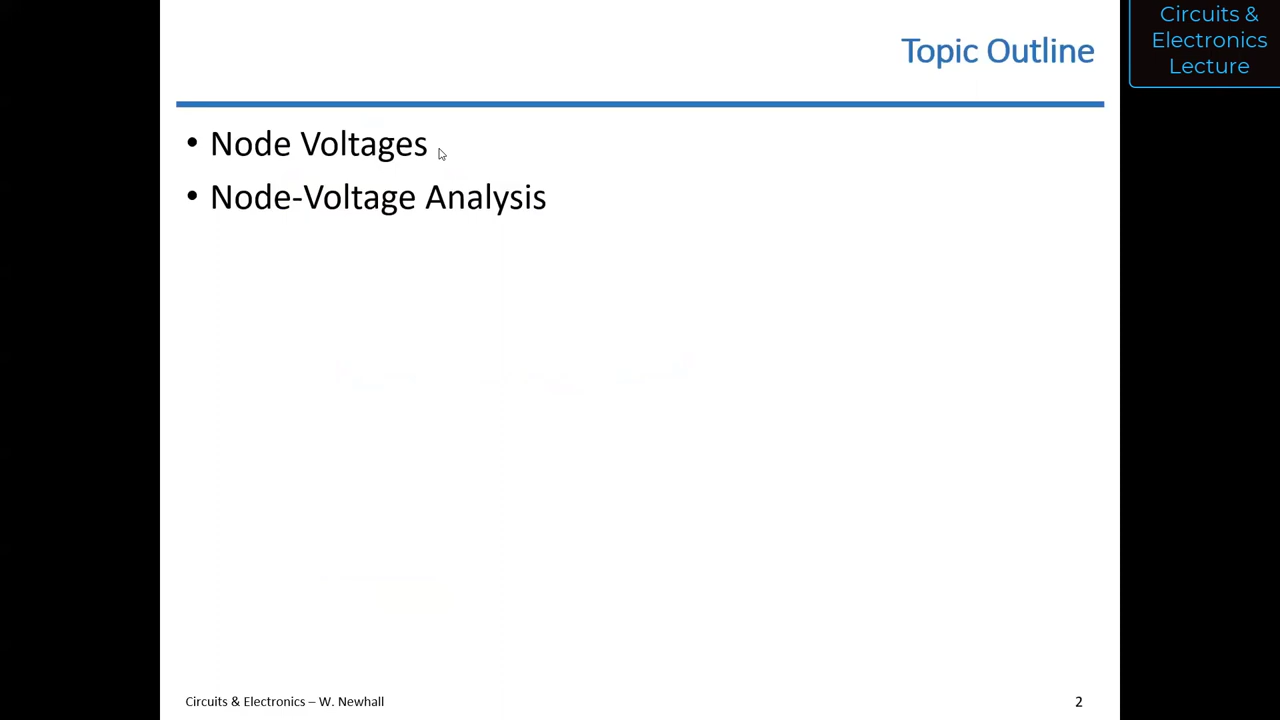 Circuits &
Electronics
Lecture
Topic Outline
• Node Voltages
• Node-Voltage Analysis
Circuits & Electronics – W. Newhall
2